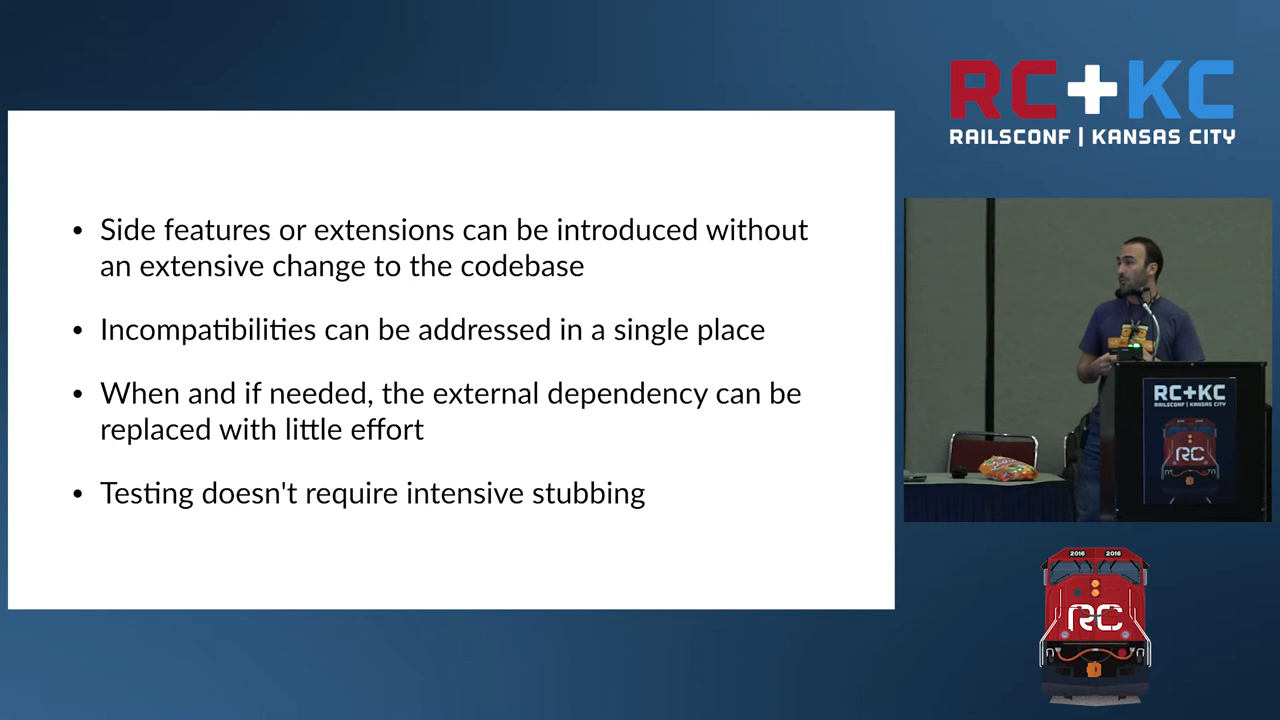 RC+KC
RAILSCONF | KANSAS CITY
• Side features or extensions can be introduced without
an extensive change to the codebase
• Incompatibilities can be addressed in a single place
• When and if needed, the external dependency can be
replaced with little effort
• Testing doesn't require intensive stubbing
RC+KC
RAILSCONF | KANSAS CITY
RC
2016 2016
RC